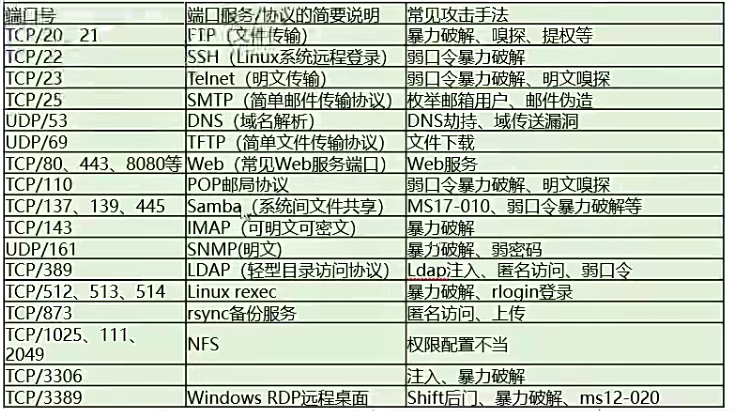 端口号 端口服务/协议的简要说明 常见攻击手法
TCP/20、21 FTP（文件传输） 暴力破解、嗅探、提权等
TCP/22 SSH（Linux系统远程登录） 弱口令暴力破解
TCP/23 Telnet（明文传输） 弱口令暴力破解、明文嗅探
TCP/25 SMTP（简单邮件传输协议） 枚举邮箱用户、邮件伪造
UDP/53 DNS（域名解析） DNS劫持、域传送漏洞
UDP/69 TFTP（简单文件传输协议） 文件下载
TCP/80、443、8080等 Web（常见Web服务端口） Web服务
TCP/110 POP邮局协议 弱口令暴力破解、明文嗅探
TCP/137、139、445 Samba（系统间文件共享） MS17-010、弱口令暴力破解等
TCP/143 IMAP（可明文可密文） 暴力破解
UDP/161 SNMP(明文) 暴力破解、弱密码
TCP/389 LDAP（轻型目录访问协议） Ldap注入、匿名访问、弱口令
TCP/512、513、514 Linux rexec 暴力破解、rlogin登录
TCP/873 rsync备份服务 匿名访问、上传
TCP/1025、111、
2049 NFS 权限配置不当
TCP/3306 注入、暴力破解
TCP/3389 Windows RDP远程桌面 Shift后门、暴力破解、ms12-020